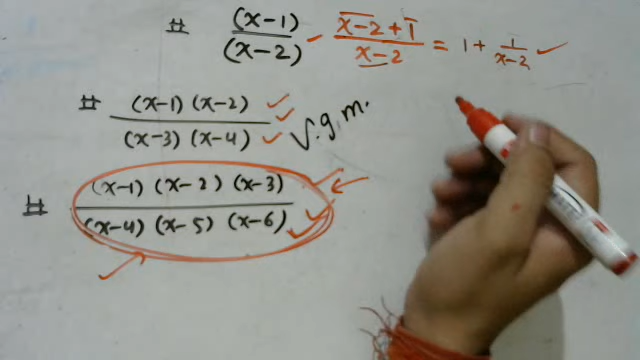 # (x-1)/(x-2) (x-2+1)/(x-2) = 1 + 1/(x-2)
# (x-1) (x-2)
(x-3) (x-4) V.g.m.
# (x-1) (x-2) (x-3)
(x-4) (x-5) (x-6)